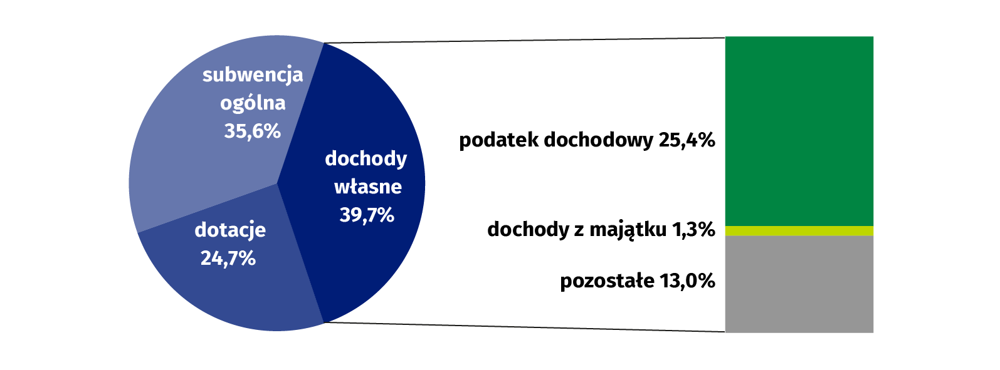 subwencja
ogólna
35,6%
dochody
własne
39,7%
dotacje
24,7%
podatek dochodowy 25,4%
dochody z majątku 1,3%
pozostałe 13,0%